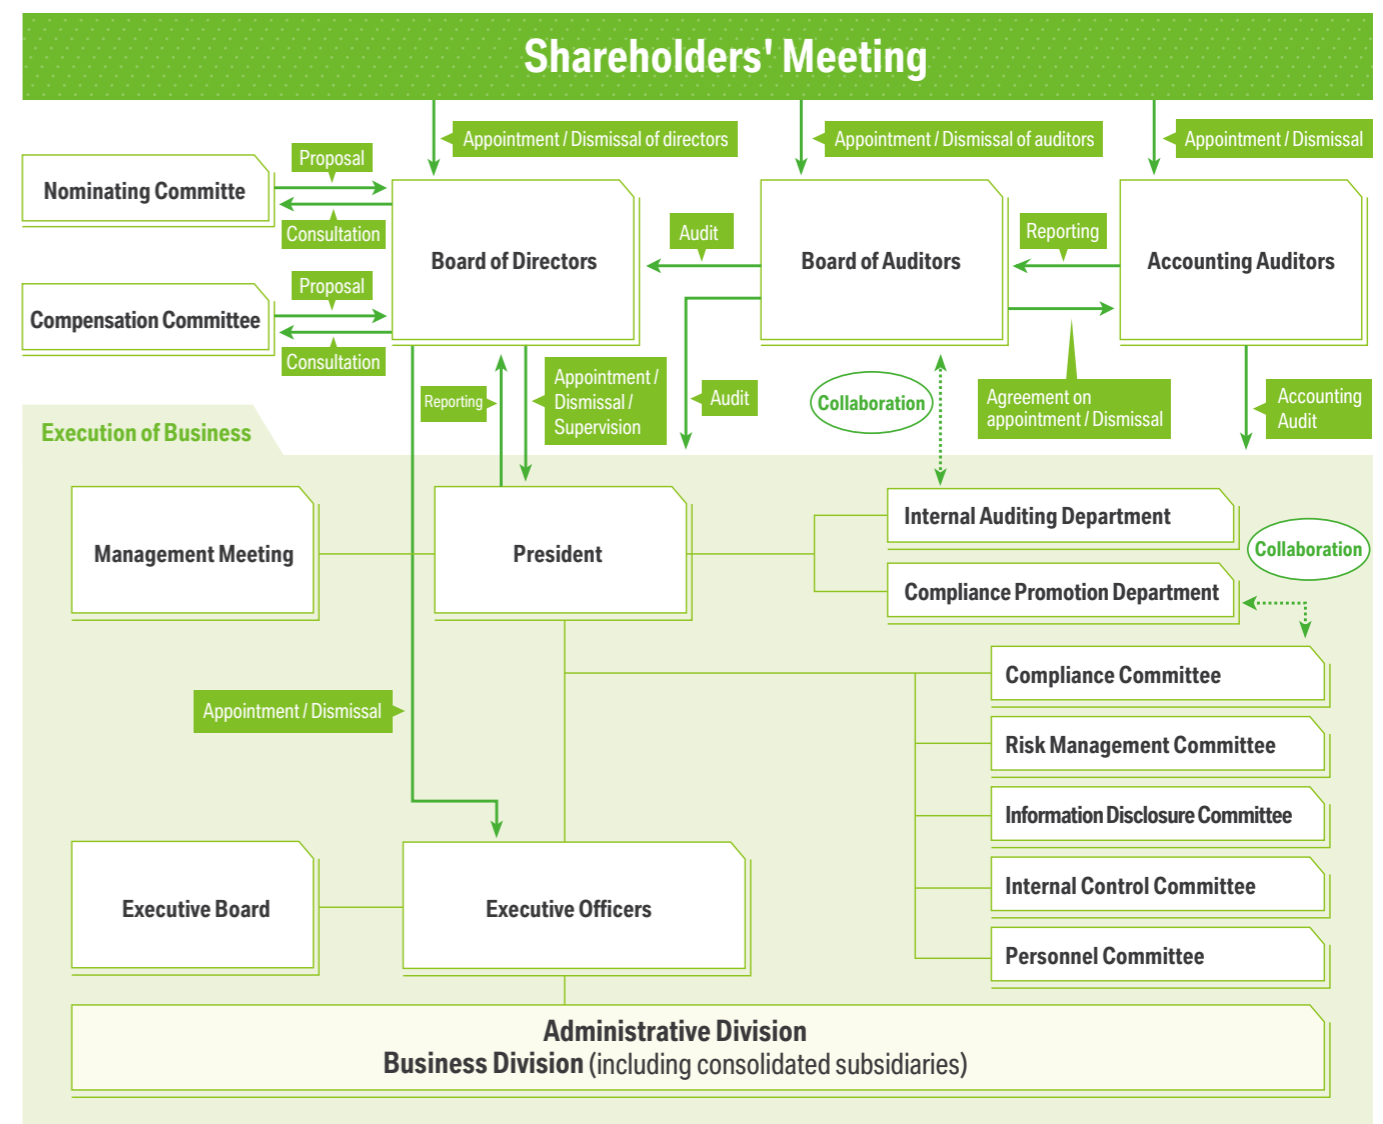 Shareholders' Meeting
Appointment / Dismissal of directors
Appointment / Dismissal of auditors
Appointment / Dismissal
Proposal
Nominating Committe
Consultation
Board of Directors
Audit
Board of Auditors
Reporting
Accounting Auditors
Proposal
Compensation Committee
Consultation
Reporting
Appointment /
Dismissal /
Supervision
Audit
Collaboration
Agreement on
appointment / Dismissal
Accounting
Audit
Execution of Business
Management Meeting
President
Internal Auditing Department
Collaboration
Compliance Promotion Department
Compliance Committee
Appointment / Dismissal
Risk Management Committee
Information Disclosure Committee
Internal Control Committee
Executive Board
Executive Officers
Personnel Committee
Administrative Division
Business Division (including consolidated subsidiaries)